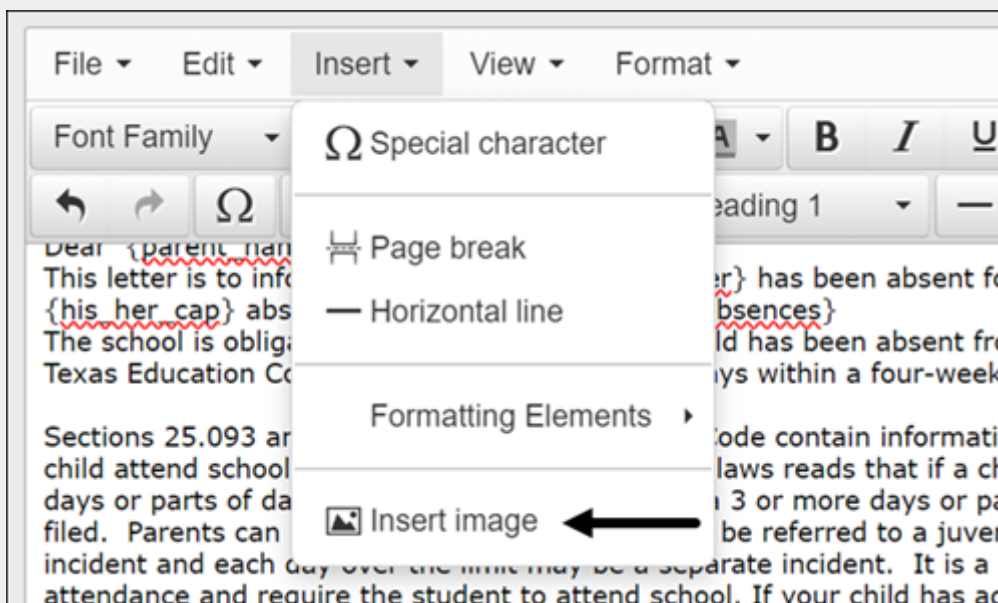 File Edit Insert View Format
Font Family Special character A B I U
Ω eading 1
Dear {parent_nam
Page break
This letter is to info r} has been absent fo
{his_her_cap} abs Horizontal line bsences}
The school is obliga ld has been absent fro
Texas Education Co ys within a four-week
Formatting Elements
Sections 25.093 an Code contain informati
child attend school laws reads that if a ch
days or parts of da 3 or more days or pa
filed. Parents can Insert image be referred to a juven
incident and each day over the limit may be a separate incident. It is a
attendance and require the student to attend school. If your child has ac